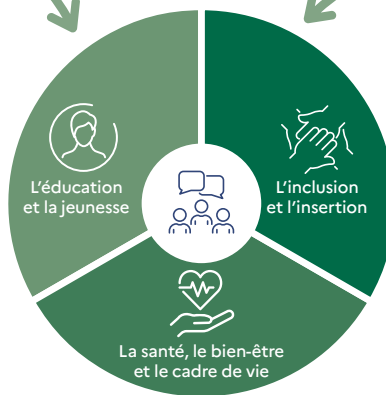 L’éducation
et la jeunesse
L’inclusion
et l’insertion
La santé, le bien-être
et le cadre de vie